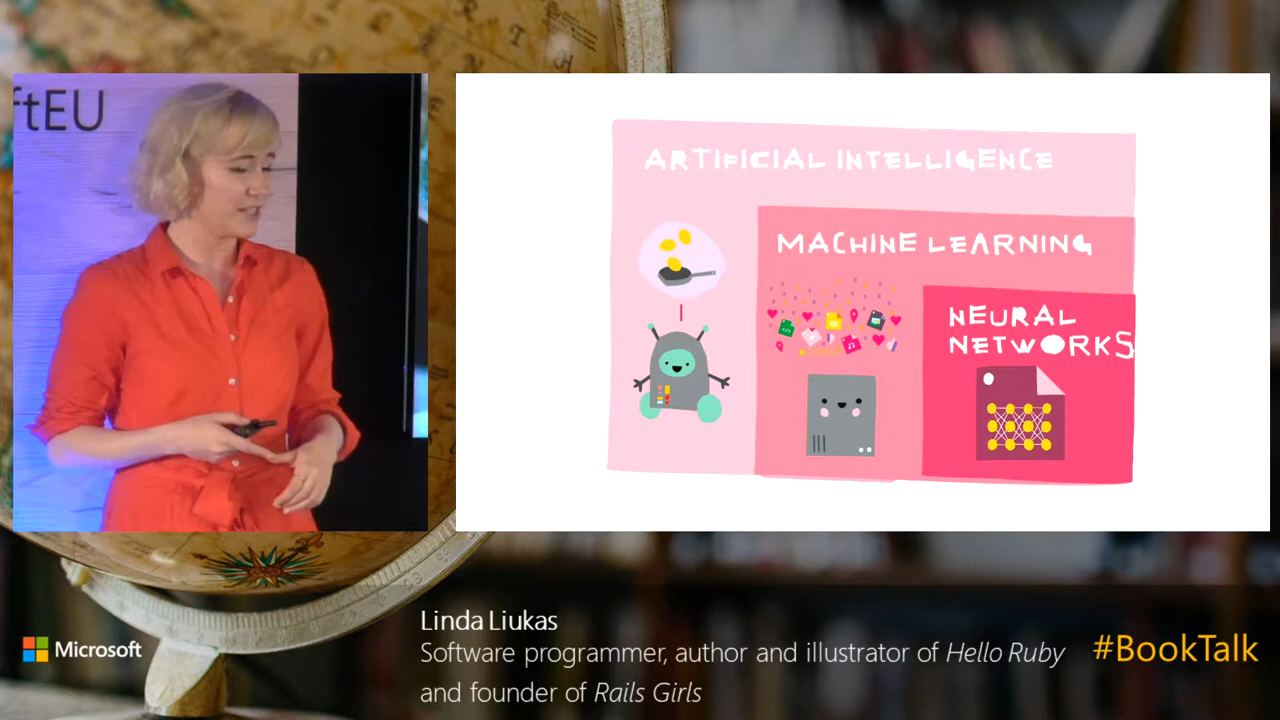 ftEU
ARTIFICIAL INTELLIGENCE
MACHINE LEARNING
NEURAL
NETWORKS
Microsoft
Linda Liukas
Software programmer, author and illustrator of Hello Ruby
and founder of Rails Girls
#BookTalk